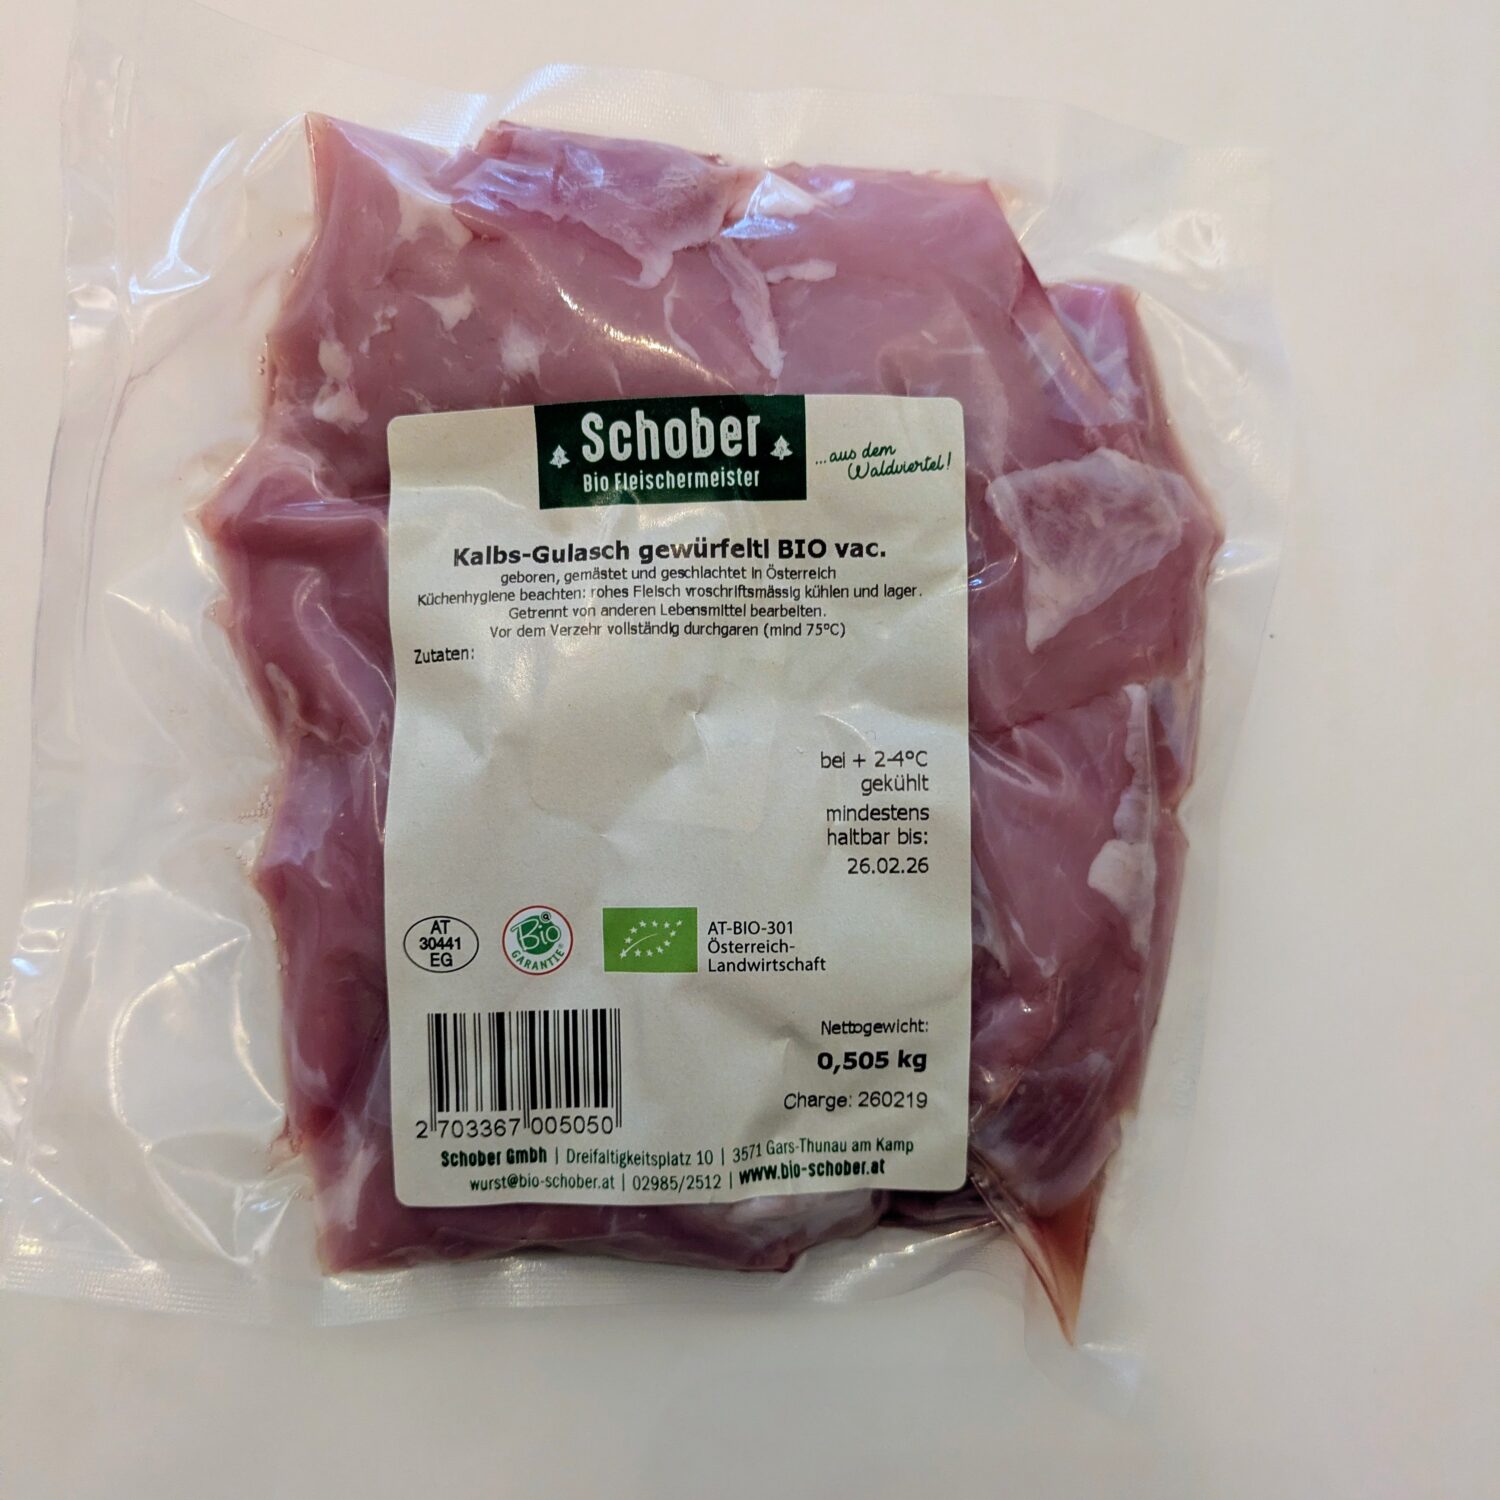 Schober
Bio Fleischermeister
...aus dem
Waldviertel!
Kalbs-Gulasch gewürfeltl BIO vac.
geboren, gemästet und geschlachtet in Österreich
Küchenhygiene beachten: rohes Fleisch vroschriftsmässig kühlen und lager.
Getrennt von anderen Lebensmittel bearbeiten.
Vor dem Verzehr vollständig durchgaren (mind 75°C)
Zutaten:
bei + 2-4°C
gekühlt
mindestens
haltbar bis:
26.02.26
AT
30441
EG
Bio
GARANTIE
AT-BIO-301
Österreich-
Landwirtschaft
Nettogewicht:
0,505 kg
Charge: 260219
2 703367 005050
Schober GmbH | Dreifaltigkeitsplatz 10 | 3571 Gars-Thunau am Kamp
wurst@bio-schober.at | 02985/2512 | www.bio-schober.at